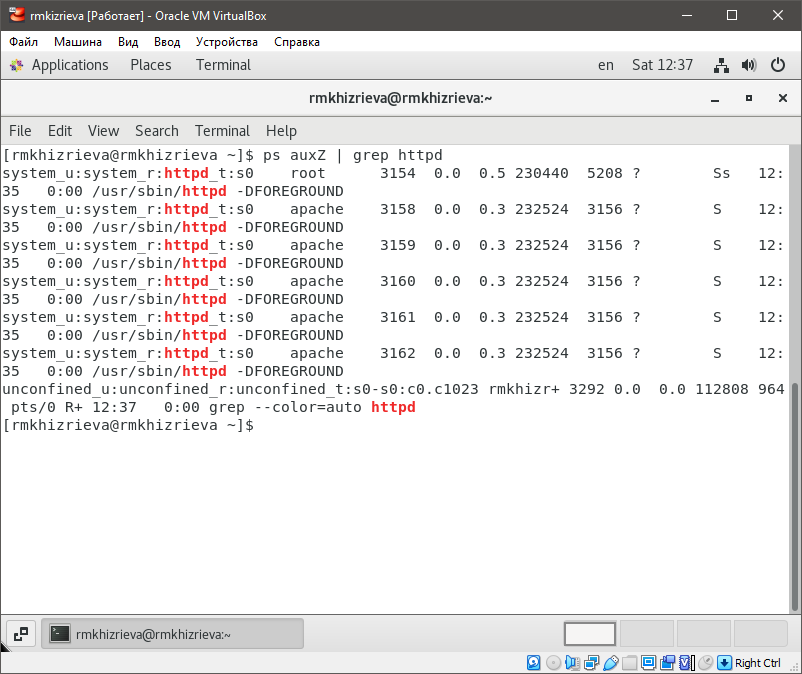 rmkizrieva [Работает] - Oracle VM VirtualBox
Файл Машина Вид Ввод Устройства Справка
Applications Places Terminal en Sat 12:37
rmkhizrieva@rmkhizrieva:~
File Edit View Search Terminal Help
[rmkhizrieva@rmkhizrieva ~]$ ps auxZ | grep httpd
system_u:system_r:httpd_t:s0    root      3154  0.0  0.5 230440  5208 ?        Ss   12:
35   0:00 /usr/sbin/httpd -DFOREGROUND
system_u:system_r:httpd_t:s0    apache    3158  0.0  0.3 232524  3156 ?        S    12:
35   0:00 /usr/sbin/httpd -DFOREGROUND
system_u:system_r:httpd_t:s0    apache    3159  0.0  0.3 232524  3156 ?        S    12:
35   0:00 /usr/sbin/httpd -DFOREGROUND
system_u:system_r:httpd_t:s0    apache    3160  0.0  0.3 232524  3156 ?        S    12:
35   0:00 /usr/sbin/httpd -DFOREGROUND
system_u:system_r:httpd_t:s0    apache    3161  0.0  0.3 232524  3156 ?        S    12:
35   0:00 /usr/sbin/httpd -DFOREGROUND
system_u:system_r:httpd_t:s0    apache    3162  0.0  0.3 232524  3156 ?        S    12:
35   0:00 /usr/sbin/httpd -DFOREGROUND
unconfined_u:unconfined_r:unconfined_t:s0-s0:c0.c1023 rmkhizr+ 3292 0.0  0.0 112808 964
 pts/0 R+ 12:37   0:00 grep --color=auto httpd
[rmkhizrieva@rmkhizrieva ~]$
rmkhizrieva@rmkhizrieva:~
Right Ctrl